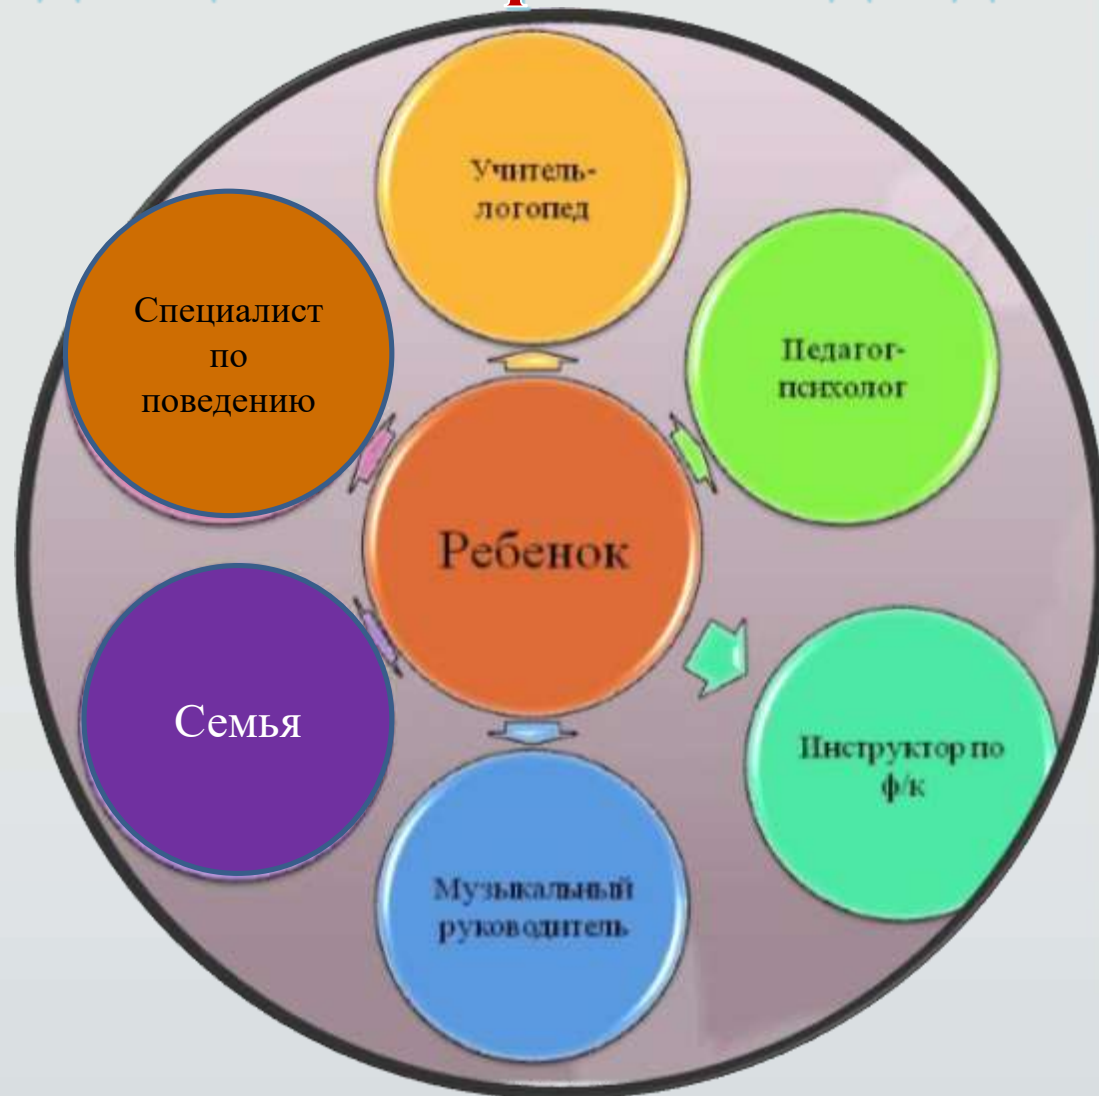 Учитель-
логопед
Специалист
по
поведению
Педагог-
психолог
Ребенок
Семья
Инструктор по
ф/к
Музыкальный
руководитель